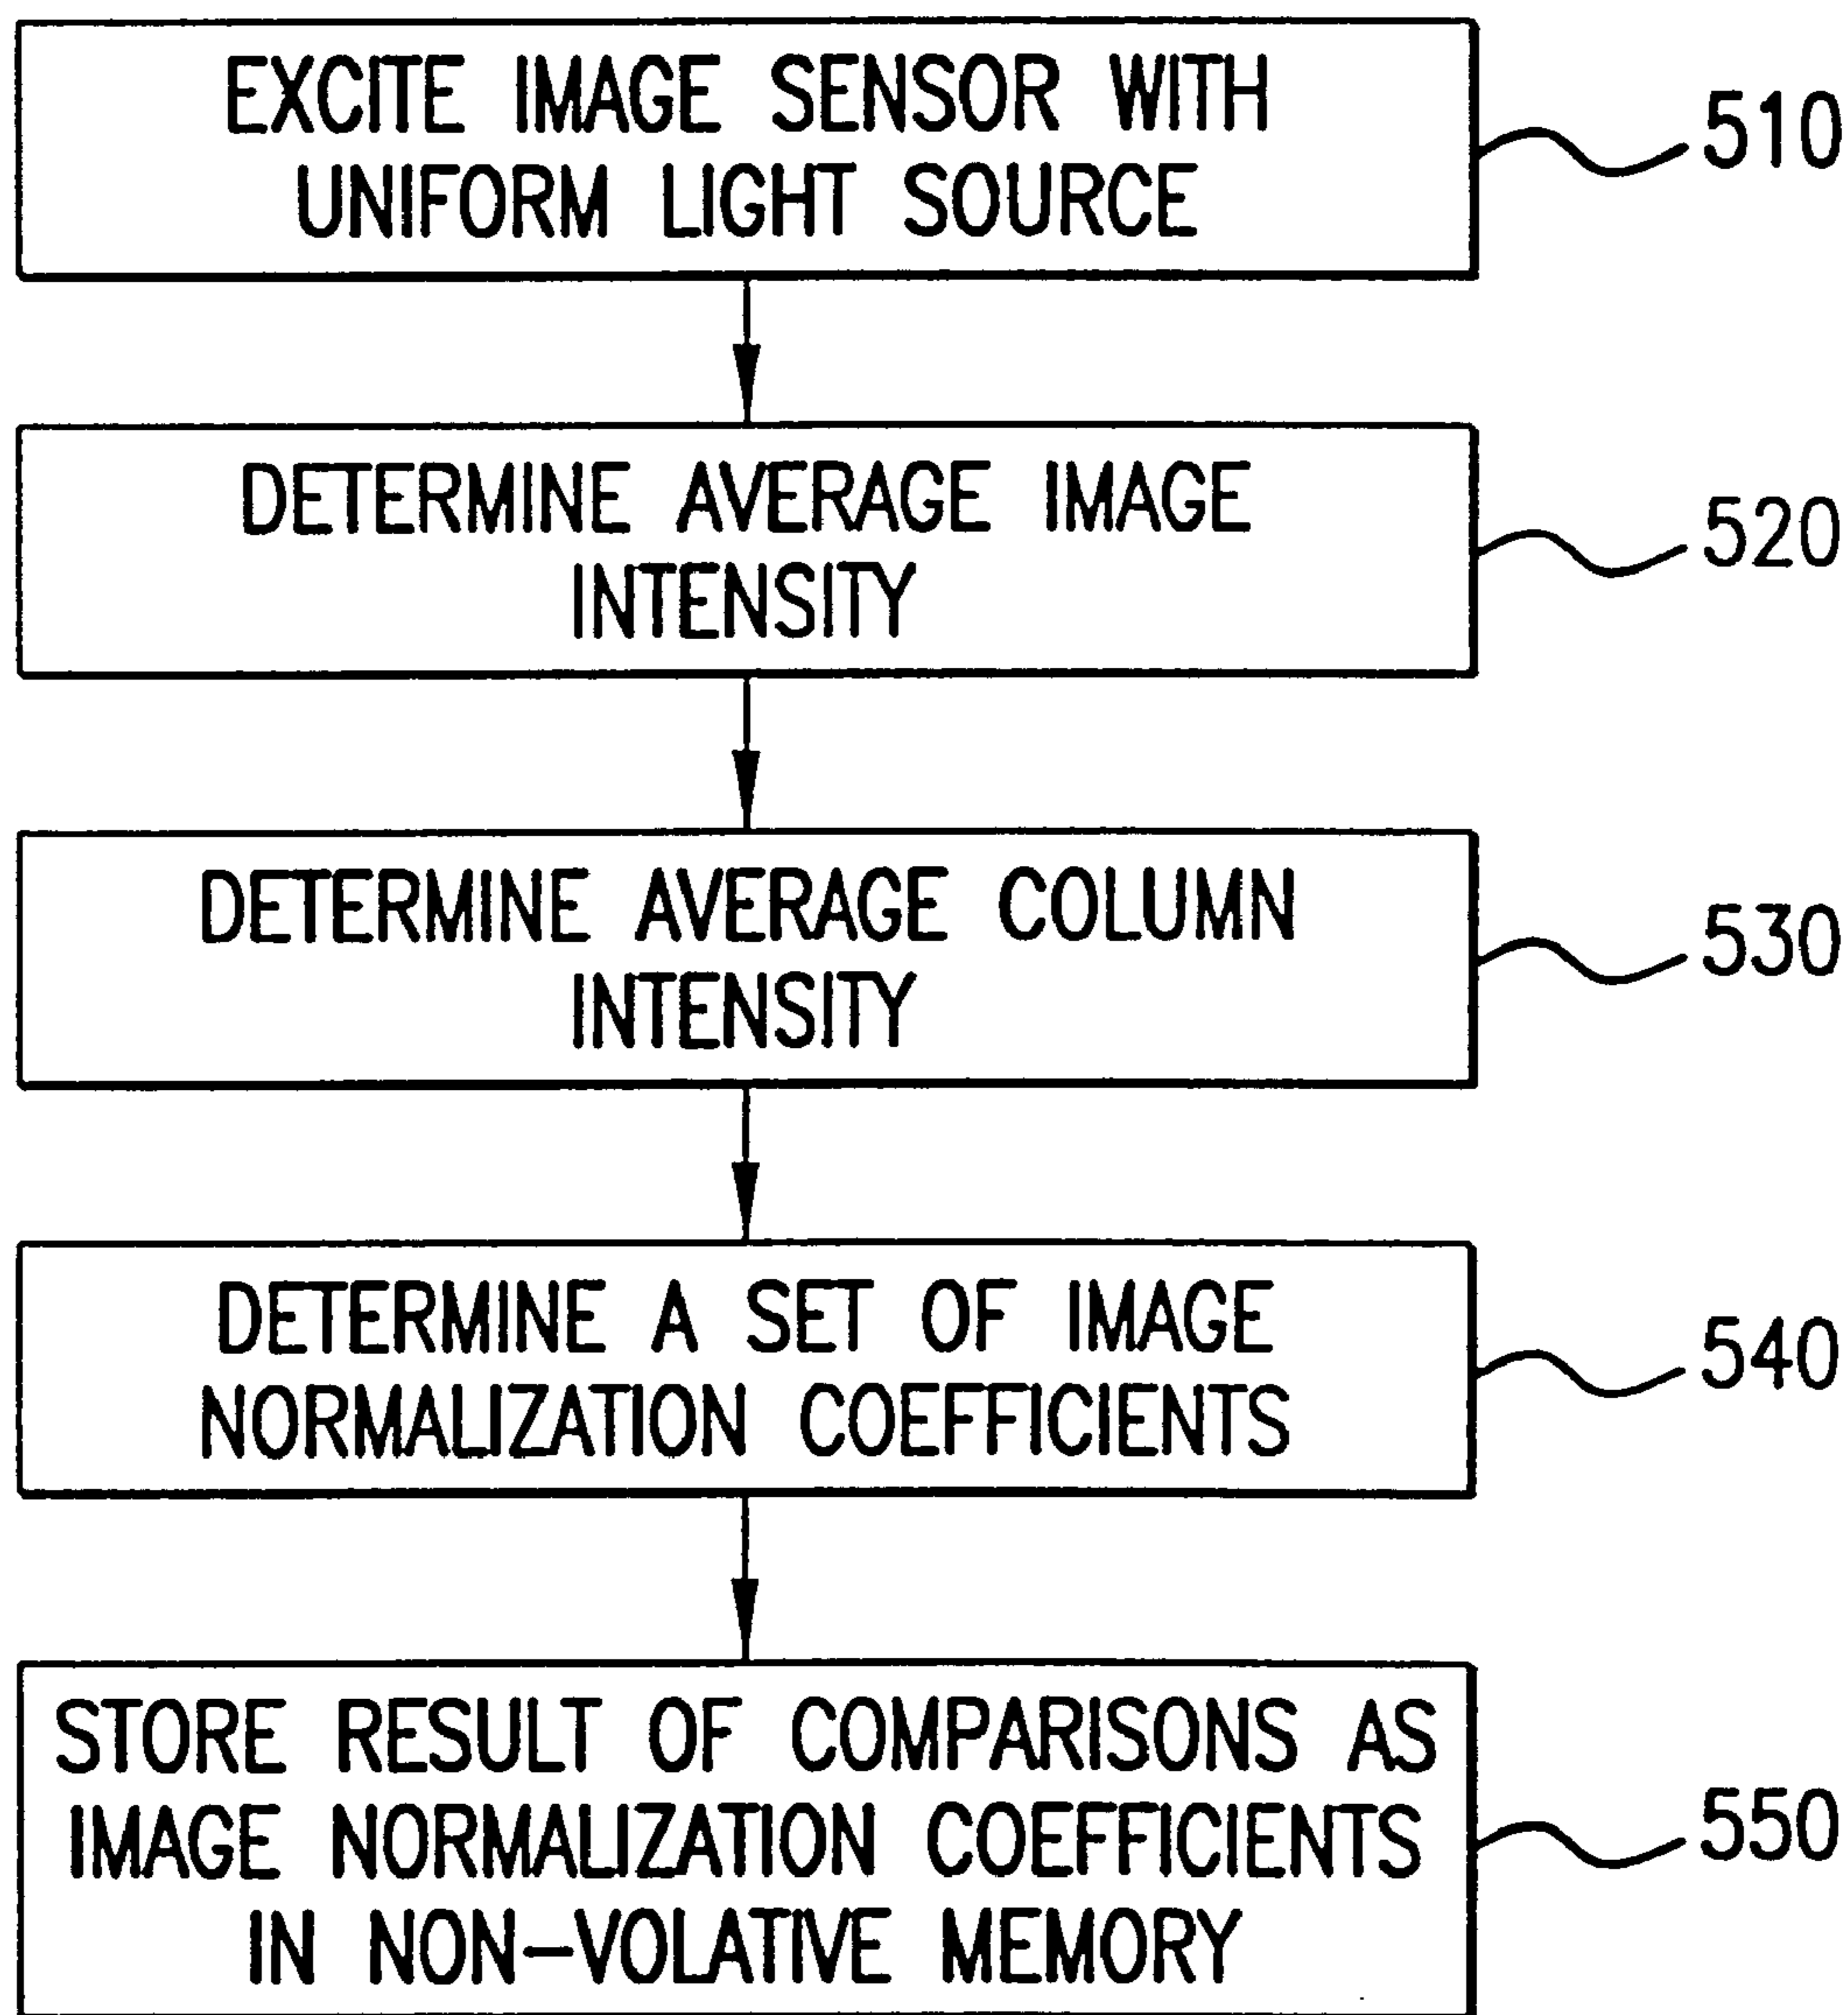 EXCITE IMAGE SENSOR WITH
UNIFORM LIGHT SOURCE
510
DETERMINE AVERAGE IMAGE
INTENSITY
520
DETERMINE AVERAGE COLUMN
INTENSITY
530
DETERMINE A SET OF IMAGE
NORMALIZATION COEFFICIENTS
540
STORE RESULT OF COMPARISONS AS
IMAGE NORMALIZATION COEFFICIENTS
IN NON-VOLATIVE MEMORY
550